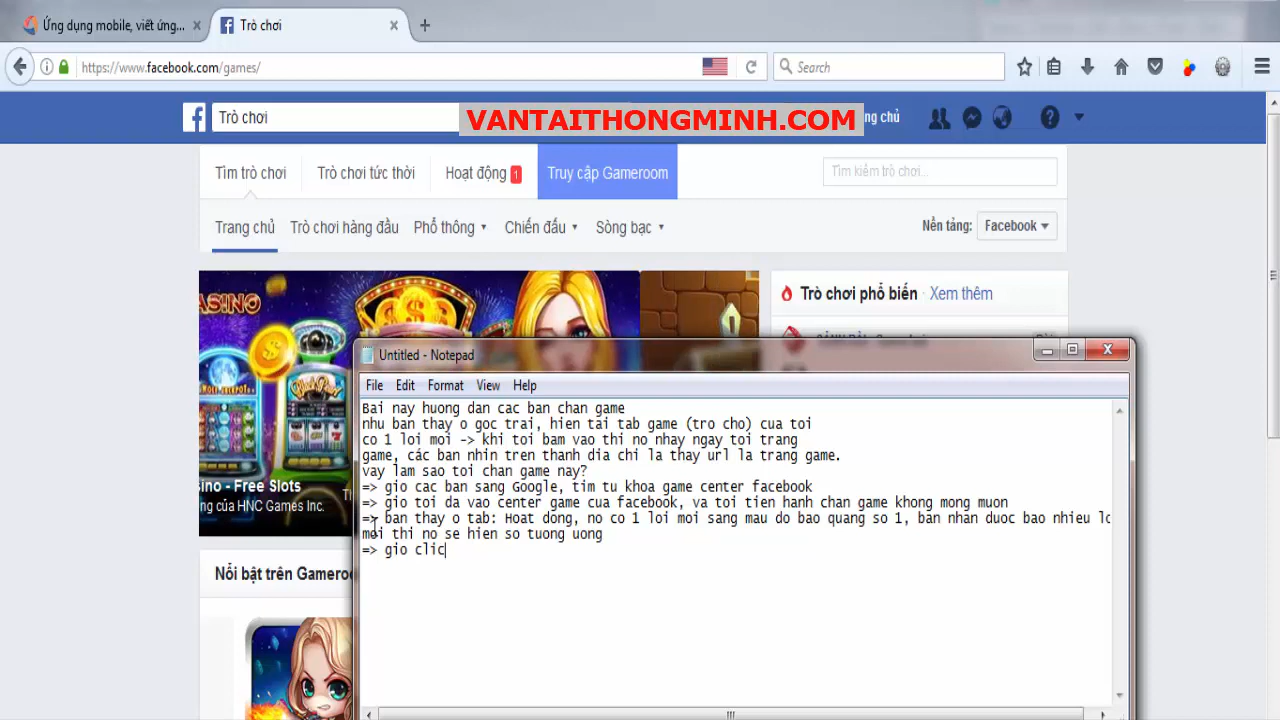 Ứng dụng mobile, viết ứng...
Trò chơi
https://www.facebook.com/games/
Search
Trò chơi
VANTAITHONGMINH.COM
ng chủ
Tìm trò chơi
Trò chơi tức thời
Hoạt động 1
Truy cập Gameroom
Tìm kiếm trò chơi...
Trang chủ
Trò chơi hàng đầu
Phổ thông
Chiến đấu
Sòng bạc
Nền tảng:
Facebook
ASINO
Trò chơi phổ biến · Xem thêm
sino - Free Slots
ng của HNC Games Inc.
Nổi bật trên Gameroo
Untitled - Notepad
File Edit Format View Help
Bai nay huong dan cac ban chan game
nhu ban thay o goc trai, hien tai tab game (tro cho) cua toi
co 1 loi moi -> khi toi bam vao thi no nhay ngay toi trang
game, các ban nhin tren thanh dia chi la thay url la trang game.
vay lam sao toi chan game nay?
=> gio cac ban sang Google, tim tu khoa game center facebook
=> gio toi da vao center game cua facebook, va toi tien hanh chan game khong mong muon
=> ban thay o tab: Hoat dong, no co 1 loi moi sang mau do bao quang so 1, ban nhan duoc bao nhieu lo
moi thi no se hien so tuong uong
=> gio clic